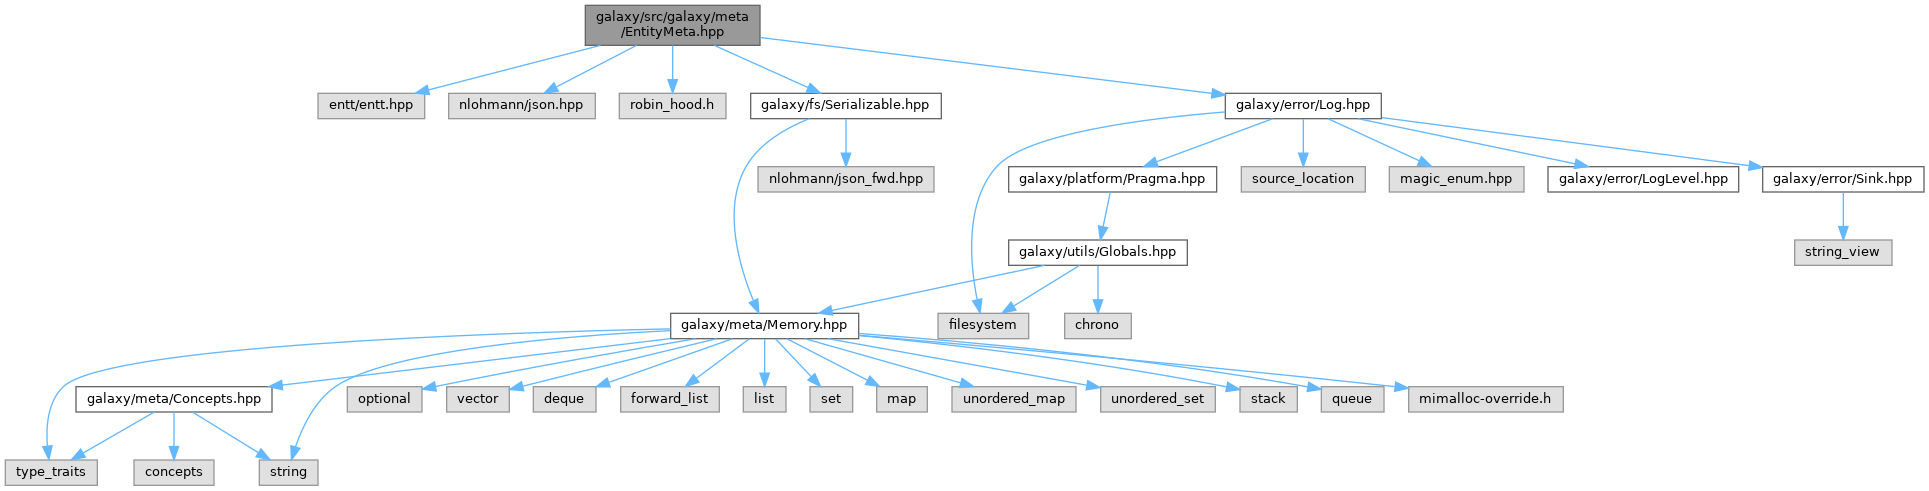 galaxy/src/galaxy/meta
/EntityMeta.hpp
entt/entt.hpp
nlohmann/json.hpp
robin_hood.h
galaxy/fs/Serializable.hpp
galaxy/error/Log.hpp
nlohmann/json_fwd.hpp
galaxy/platform/Pragma.hpp
source_location
magic_enum.hpp
galaxy/error/LogLevel.hpp
galaxy/error/Sink.hpp
galaxy/utils/Globals.hpp
string_view
galaxy/meta/Memory.hpp
filesystem
chrono
galaxy/meta/Concepts.hpp
optional
vector
deque
forward_list
list
set
map
unordered_map
unordered_set
stack
queue
mimalloc-override.h
type_traits
concepts
string